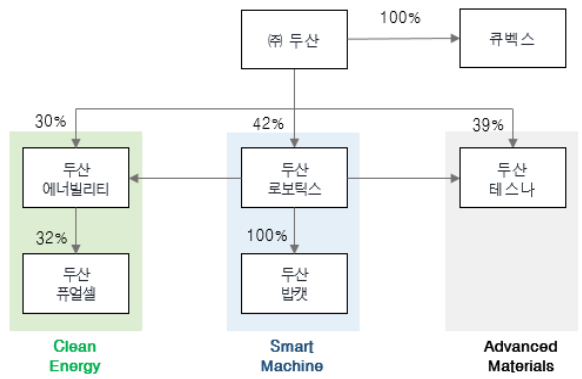 ㈜ 두산
100%
큐벡스
30%
42%
39%
두산
에너빌리티
두산
로보틱스
두산
테스나
32%
100%
두산
퓨얼셀
두산
밥캣
Clean
Energy
Smart
Machine
Advanced
Materials